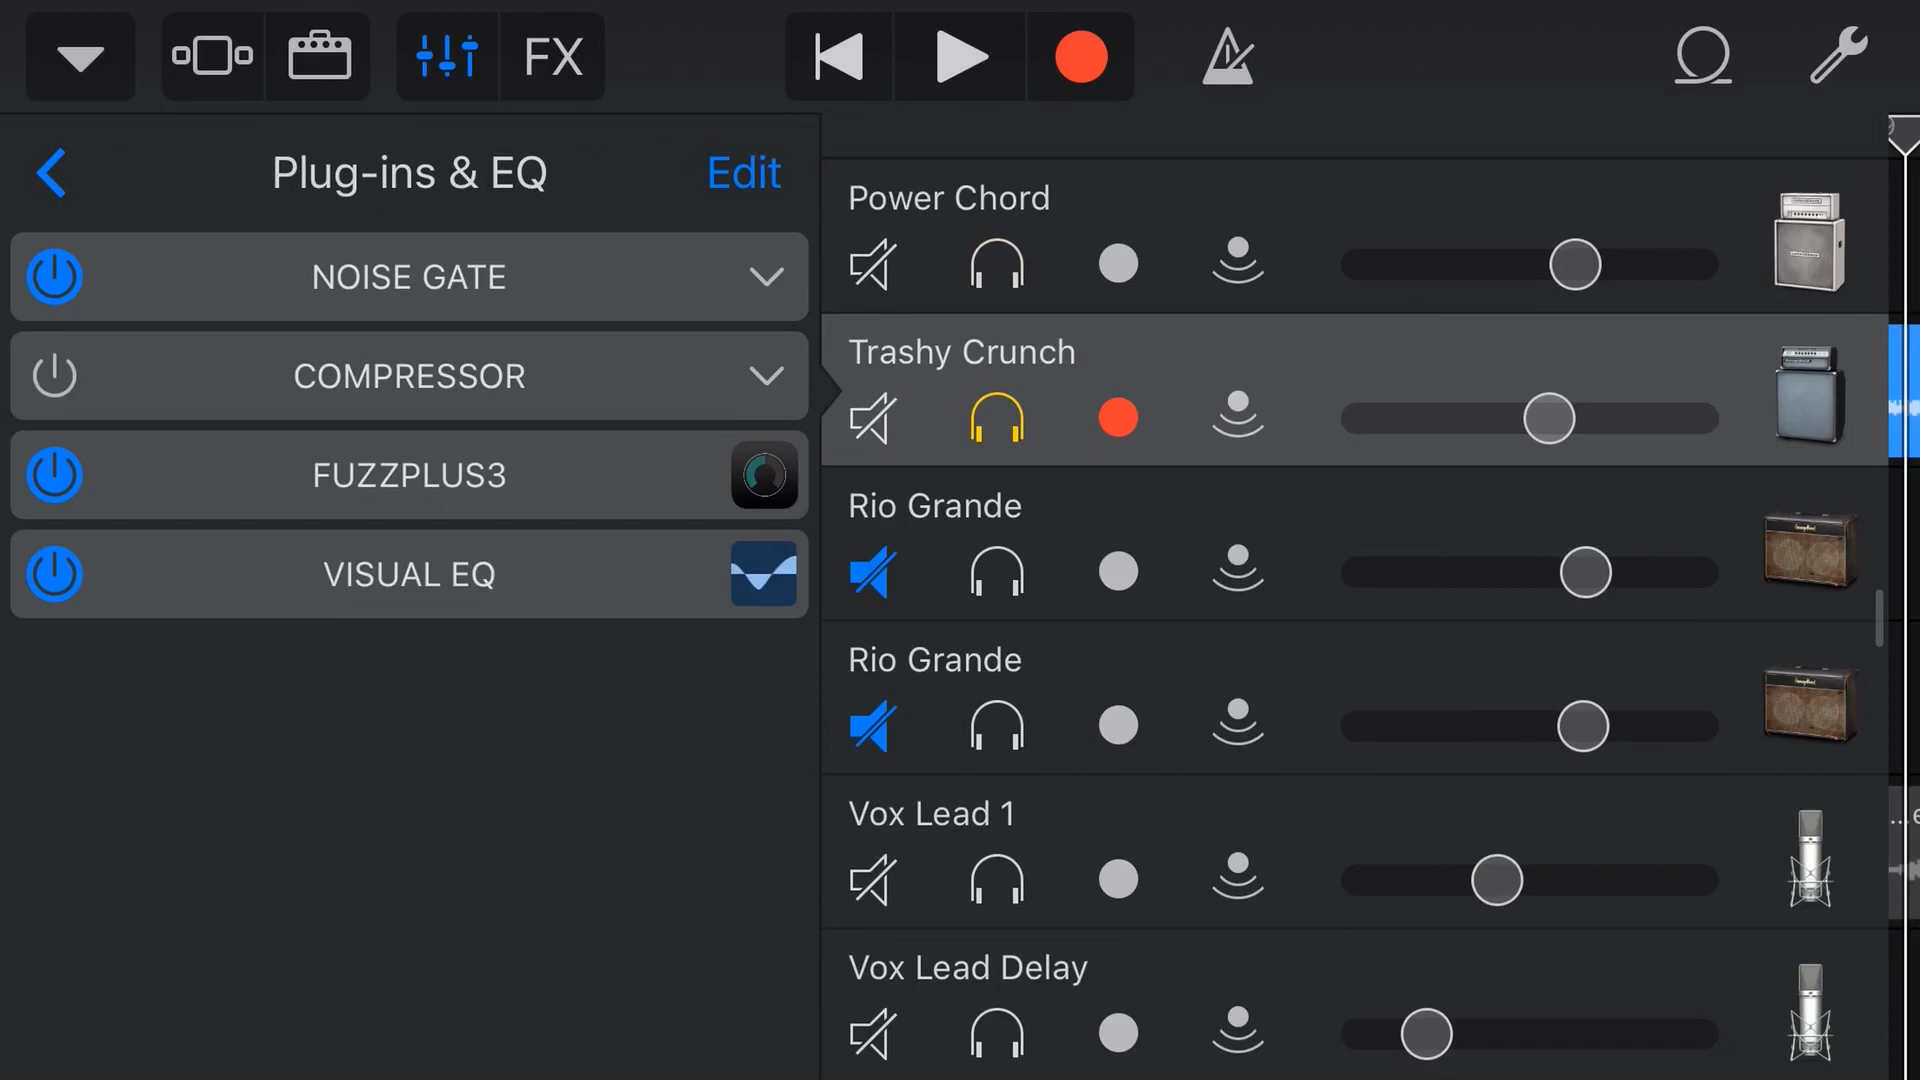 FX
Plug-ins & EQ
Edit
NOISE GATE
COMPRESSOR
FUZZPLUS3
VISUAL EQ
Power Chord
Trashy Crunch
Rio Grande
Rio Grande
Vox Lead 1
Vox Lead Delay